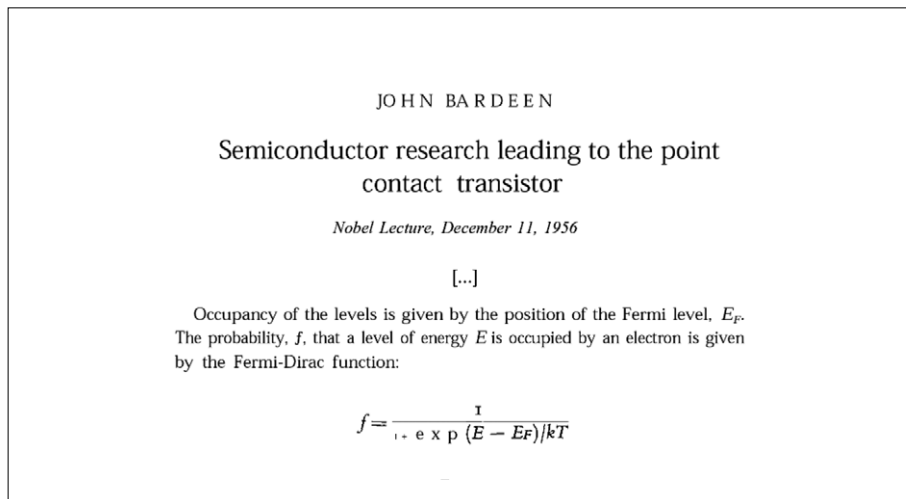 JOHN BARDEEN
Semiconductor research leading to the point
contact transistor
Nobel Lecture, December 11, 1956
[...]
Occupancy of the levels is given by the position of the Fermi level, E_F.
The probability, f, that a level of energy E is occupied by an electron is given
by the Fermi-Dirac function:
f = I / 1+ exp (E − E_F)/kT